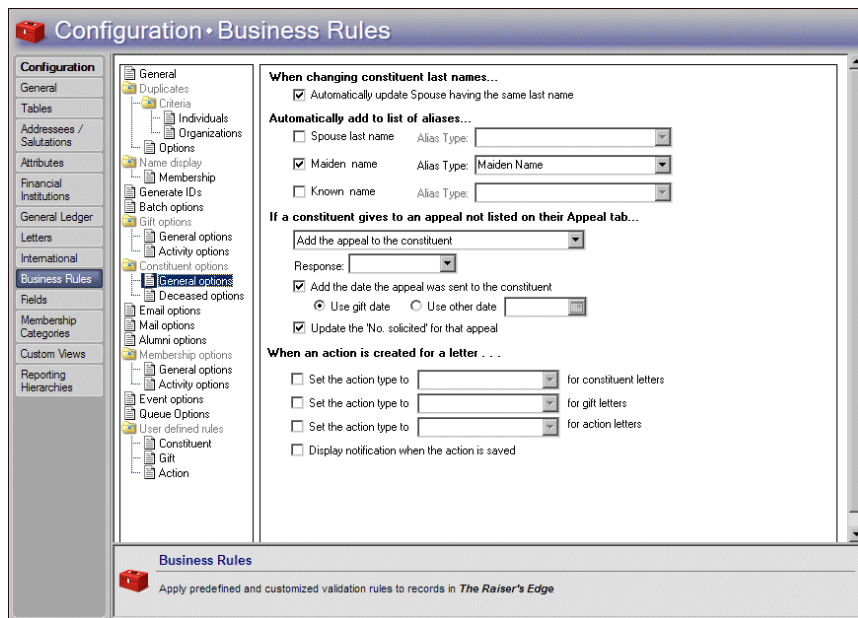 Configuration • Business Rules
Configuration
General
Tables
Addressees /
Salutations
Attributes
Financial
Institutions
General Ledger
Letters
International
Business Rules
Fields
Membership
Categories
Custom Views
Reporting
Hierarchies
General
Duplicates
Criteria
Individuals
Organizations
Options
Name display
Membership
Generate IDs
Batch options
Gift options
General options
Activity options
Constituent options
General options
Deceased options
Email options
Mail options
Alumni options
Membership options
General options
Activity options
Event options
Queue Options
User defined rules
Constituent
Gift
Action
When changing constituent last names...
Automatically update Spouse having the same last name
Automatically add to list of aliases...
Spouse last name Alias Type:
Maiden name Alias Type: Maiden Name
Known name Alias Type:
If a constituent gives to an appeal not listed on their Appeal tab...
Add the appeal to the constituent
Response:
Add the date the appeal was sent to the constituent
Use gift date Use other date
Update the 'No. solicited' for that appeal
When an action is created for a letter . . .
Set the action type to for constituent letters
Set the action type to for gift letters
Set the action type to for action letters
Display notification when the action is saved
Business Rules
Apply predefined and customized validation rules to records in The Raiser's Edge